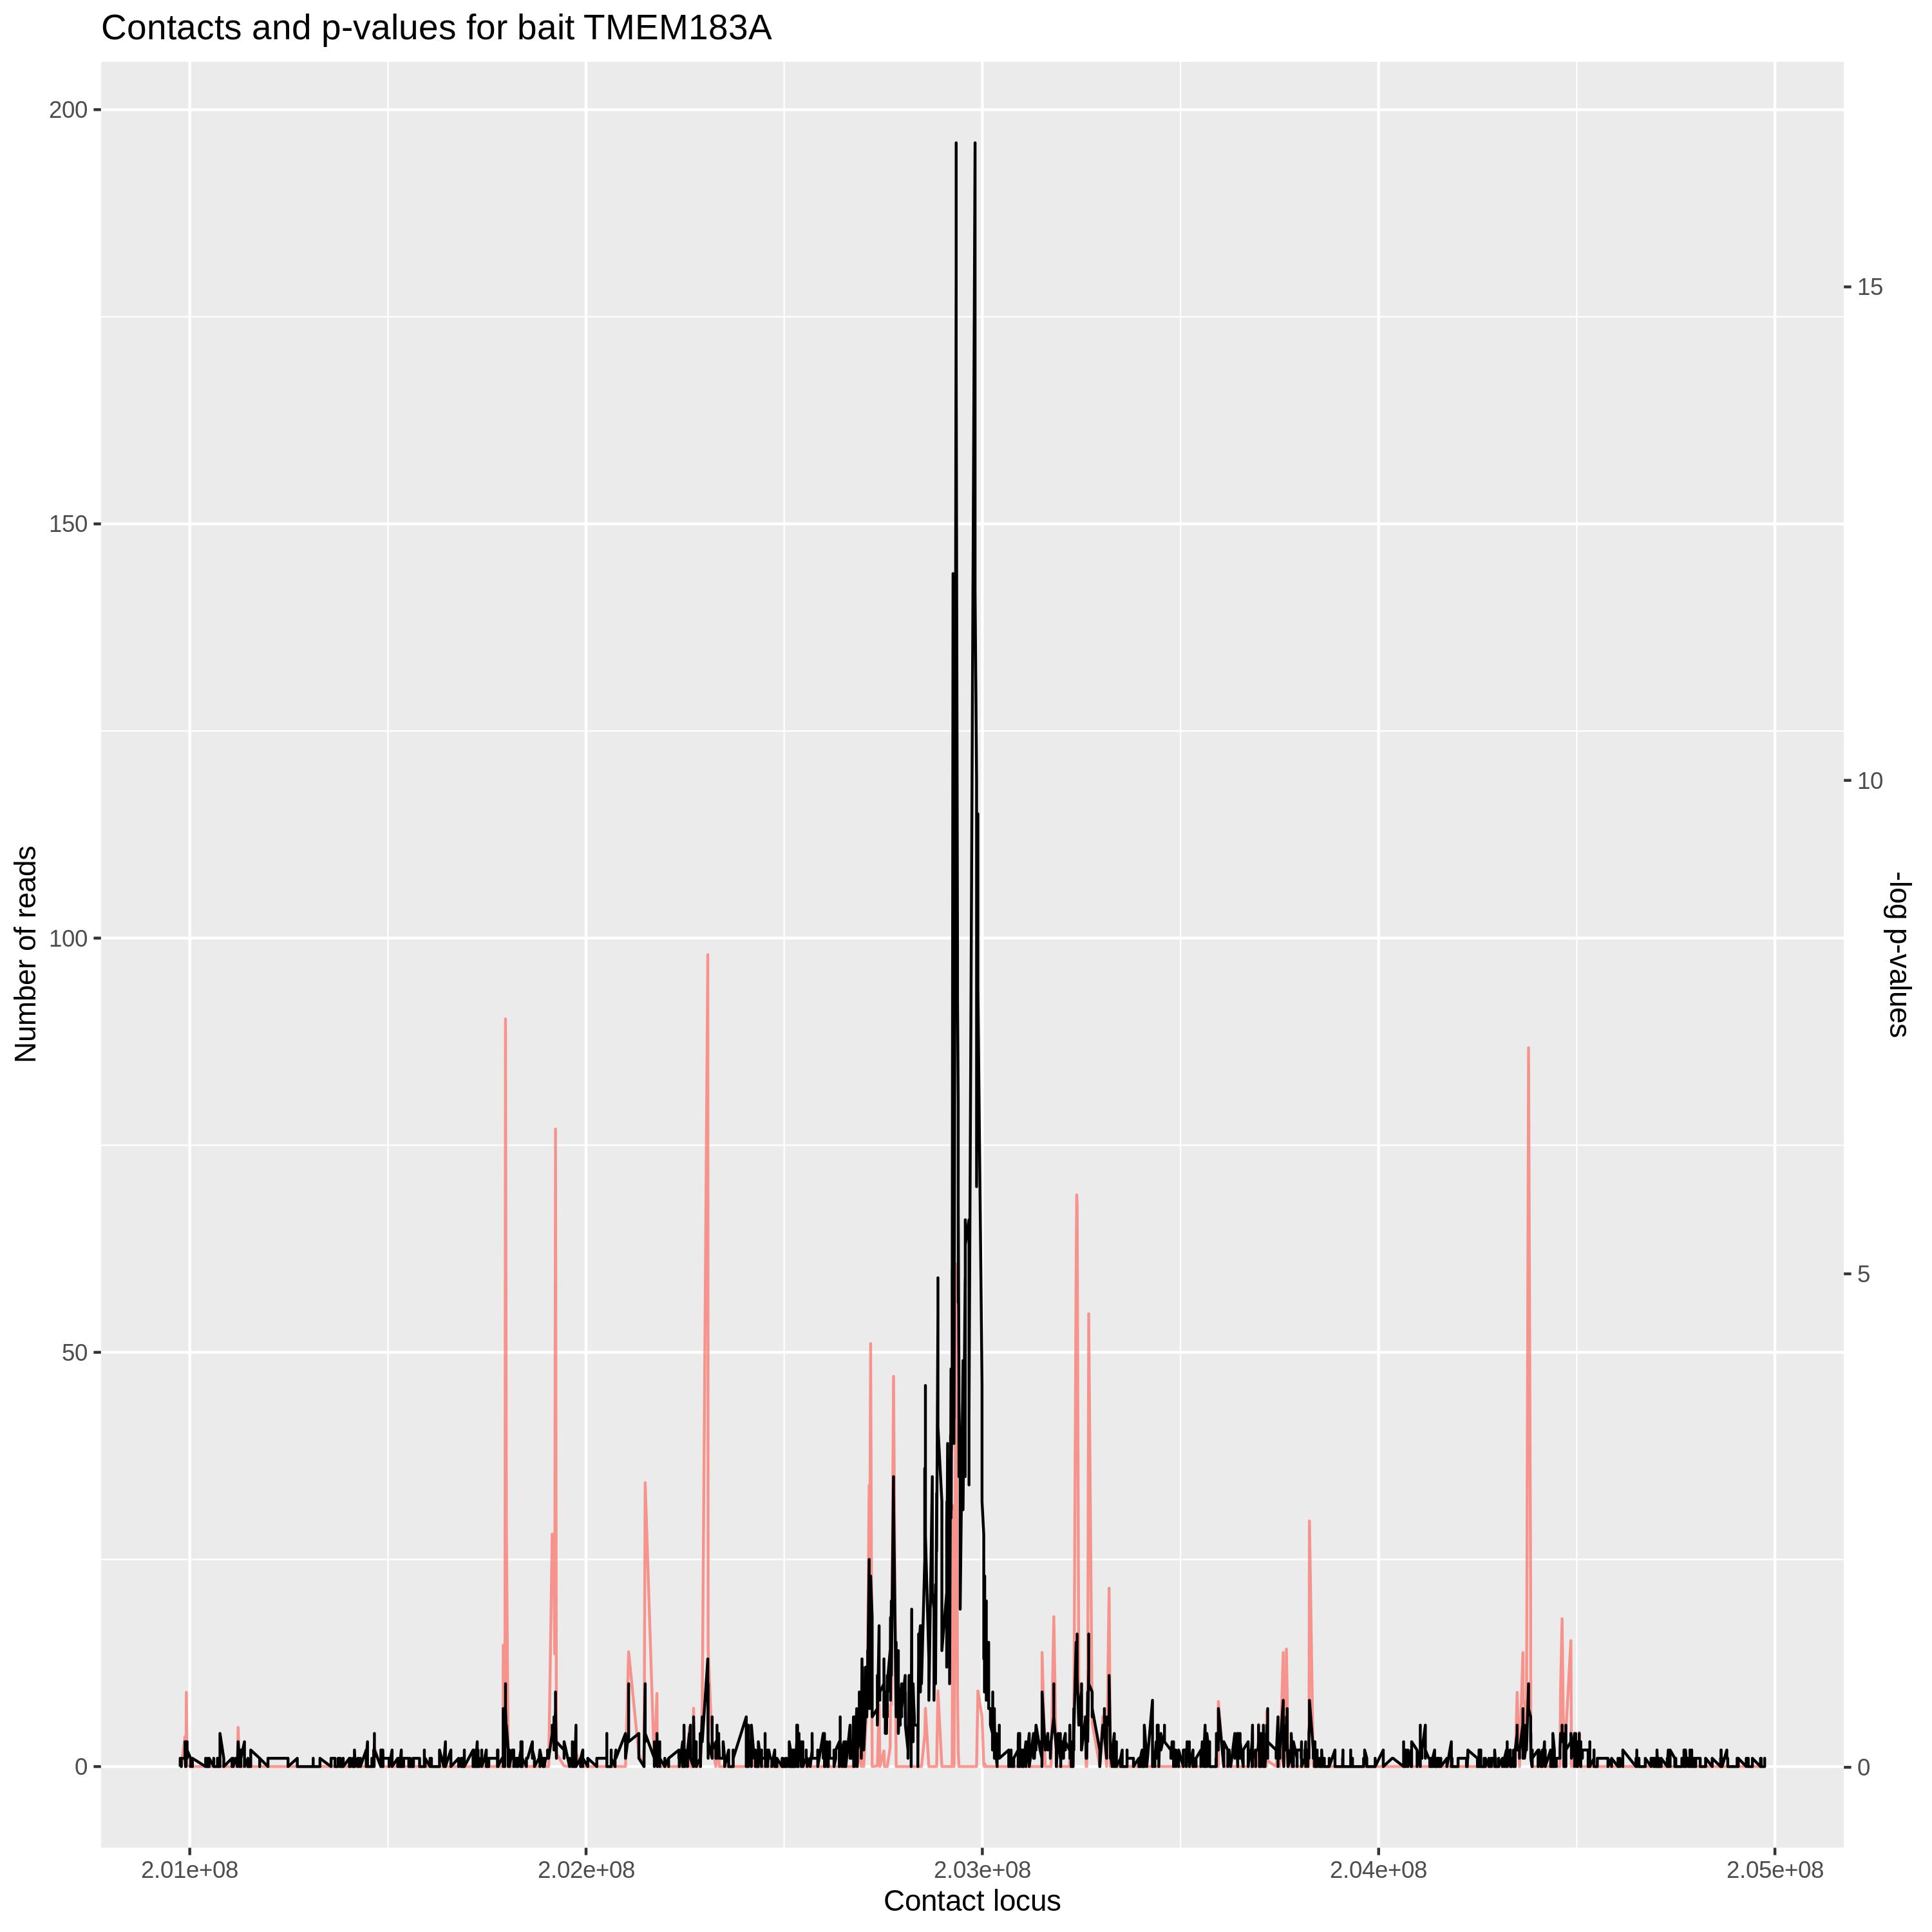 Contacts and p-values for bait TMEM183A
200
150
100
50
0
Number of reads
15
10
5
0
-log p-values
2.01e+08
2.02e+08
2.03e+08
2.04e+08
2.05e+08
Contact locus